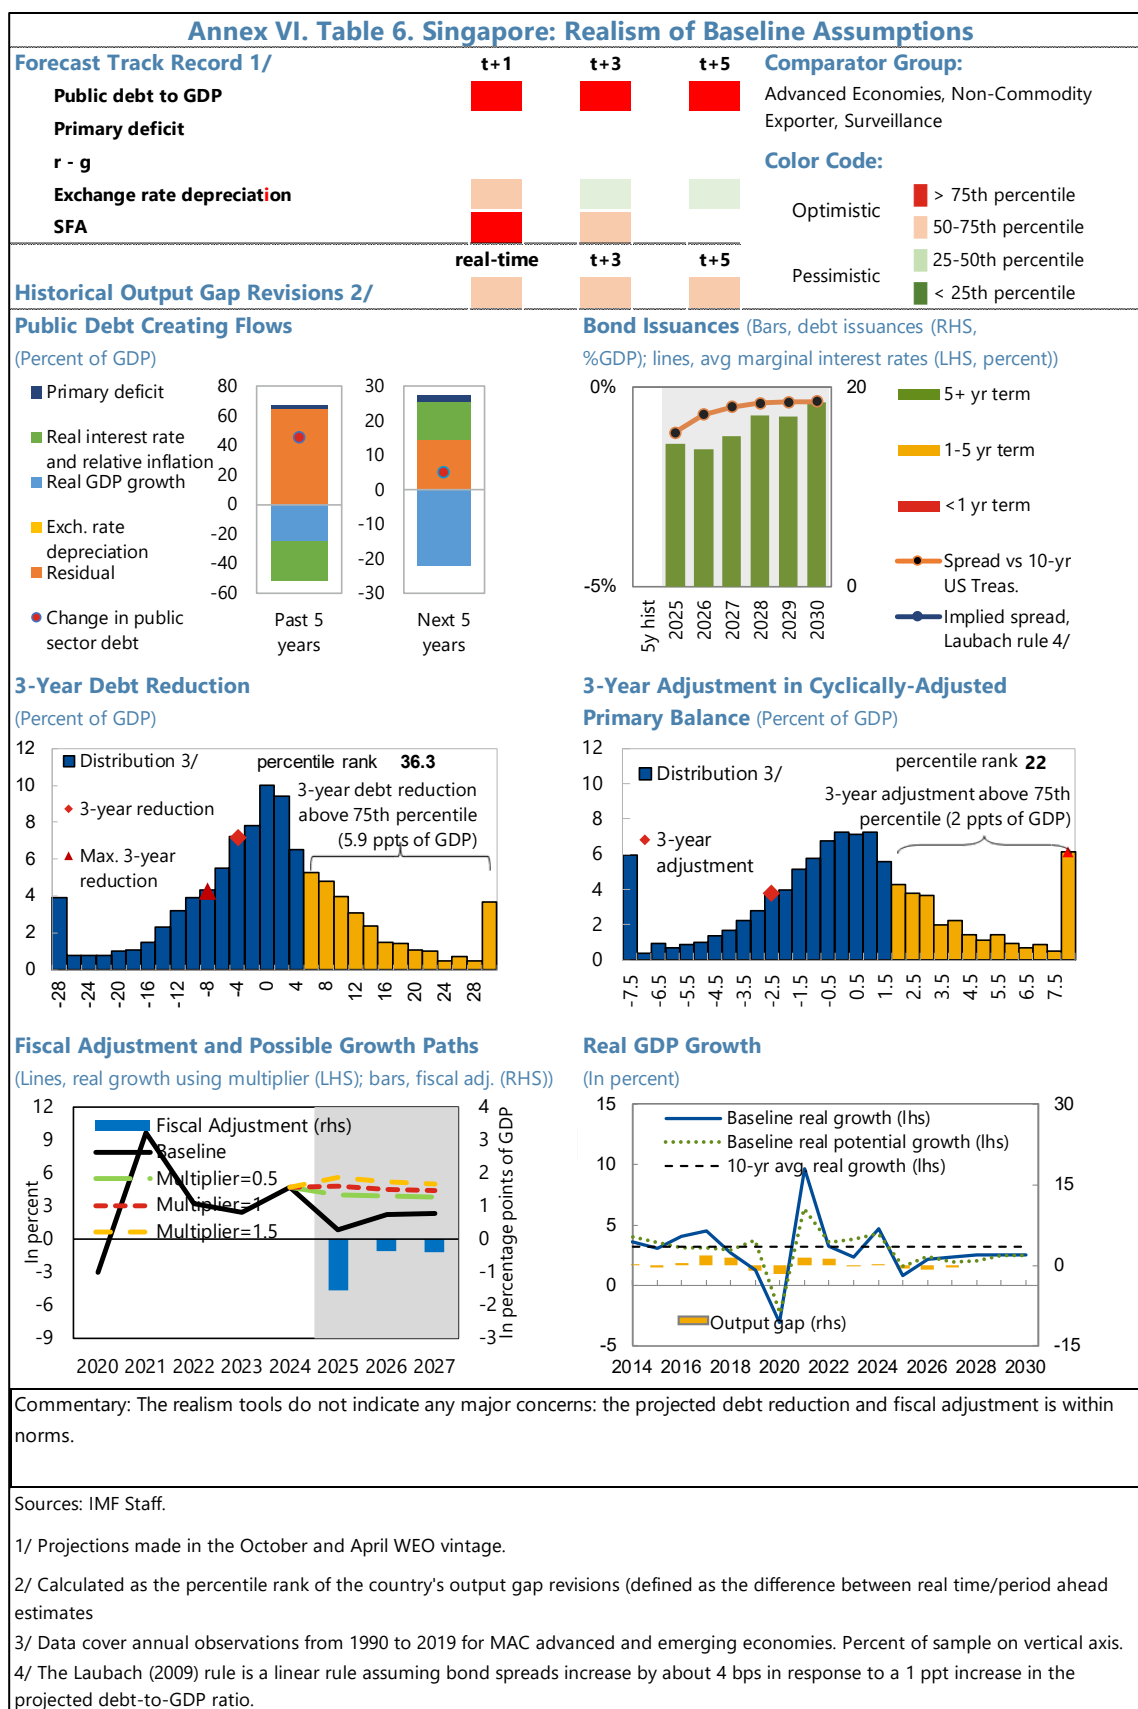 Annex VI. Table 6. Singapore: Realism of Baseline Assumptions
Forecast Track Record 1/ t+1 t+3 t+5 Comparator Group:
Public debt to GDP
Advanced Economies, Non-Commodity
Exporter, Surveillance
Primary deficit
r - g
Color Code:
Exchange rate depreciation
SFA
Optimistic
> 75th percentile
50-75th percentile
real-time t+3 t+5
Pessimistic
25-50th percentile
< 25th percentile
Historical Output Gap Revisions 2/
Public Debt Creating Flows
(Percent of GDP)
Primary deficit
Real interest rate
and relative inflation
Real GDP growth
Exch. rate
depreciation
Residual
Change in public
sector debt
80
60
40
20
0
-20
-40
-60
Past 5
years
30
20
10
0
-10
-20
-30
Next 5
years
Bond Issuances (Bars, debt issuances (RHS,
%GDP); lines, avg marginal interest rates (LHS, percent))
0%
-5%
20
0
5y hist
2025
2026
2027
2028
2029
2030
5+ yr term
1-5 yr term
<1 yr term
Spread vs 10-yr
US Treas.
Implied spread,
Laubach rule 4/
3-Year Debt Reduction
(Percent of GDP)
12
10
8
6
4
2
0
Distribution 3/
3-year reduction
Max. 3-year
reduction
percentile rank 36.3
3-year debt reduction
above 75th percentile
(5.9 ppts of GDP)
-28
-24
-20
-16
-12
-8
-4
0
4
8
12
16
20
24
28
3-Year Adjustment in Cyclically-Adjusted
Primary Balance (Percent of GDP)
12
10
8
6
4
2
0
Distribution 3/
3-year
adjustment
percentile rank 22
3-year adjustment above 75th
percentile (2 ppts of GDP)
-7.5
-6.5
-5.5
-4.5
-3.5
-2.5
-1.5
-0.5
0.5
1.5
2.5
3.5
4.5
5.5
6.5
7.5
Fiscal Adjustment and Possible Growth Paths
(Lines, real growth using multiplier (LHS); bars, fiscal adj. (RHS))
In percent
12
9
6
3
0
-3
-6
-9
Fiscal Adjustment (rhs)
Baseline
Multiplier=0.5
Multiplier=1
Multiplier=1.5
4
3
2
1
0
-1
-2
-3
In percentage points of GDP
2020 2021 2022 2023 2024 2025 2026 2027
Real GDP Growth
(In percent)
15
10
5
0
-5
Baseline real growth (lhs)
Baseline real potential growth (lhs)
10-yr avg. real growth (lhs)
Output gap (rhs)
30
15
0
-15
2014 2016 2018 2020 2022 2024 2026 2028 2030
Commentary: The realism tools do not indicate any major concerns: the projected debt reduction and fiscal adjustment is within
norms.
Sources: IMF Staff.
1/ Projections made in the October and April WEO vintage.
2/ Calculated as the percentile rank of the country's output gap revisions (defined as the difference between real time/period ahead
estimates
3/ Data cover annual observations from 1990 to 2019 for MAC advanced and emerging economies. Percent of sample on vertical axis.
4/ The Laubach (2009) rule is a linear rule assuming bond spreads increase by about 4 bps in response to a 1 ppt increase in the
projected debt-to-GDP ratio.